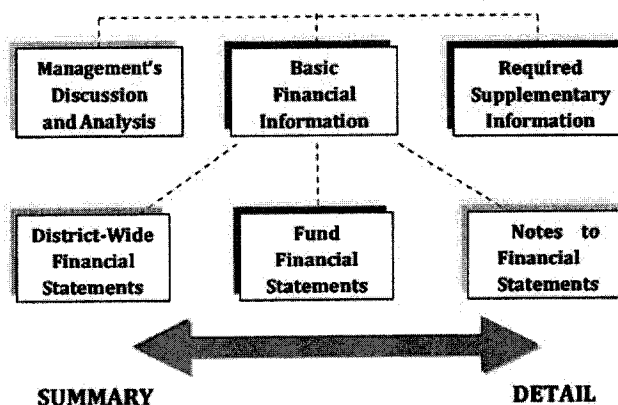 Management's
Discussion
and Analysis
Basic
Financial
Information
Required
Supplementary
Information
District-Wide
Financial
Statements
Fund
Financial
Statements
Notes to
Financial
Statements
SUMMARY
DETAIL